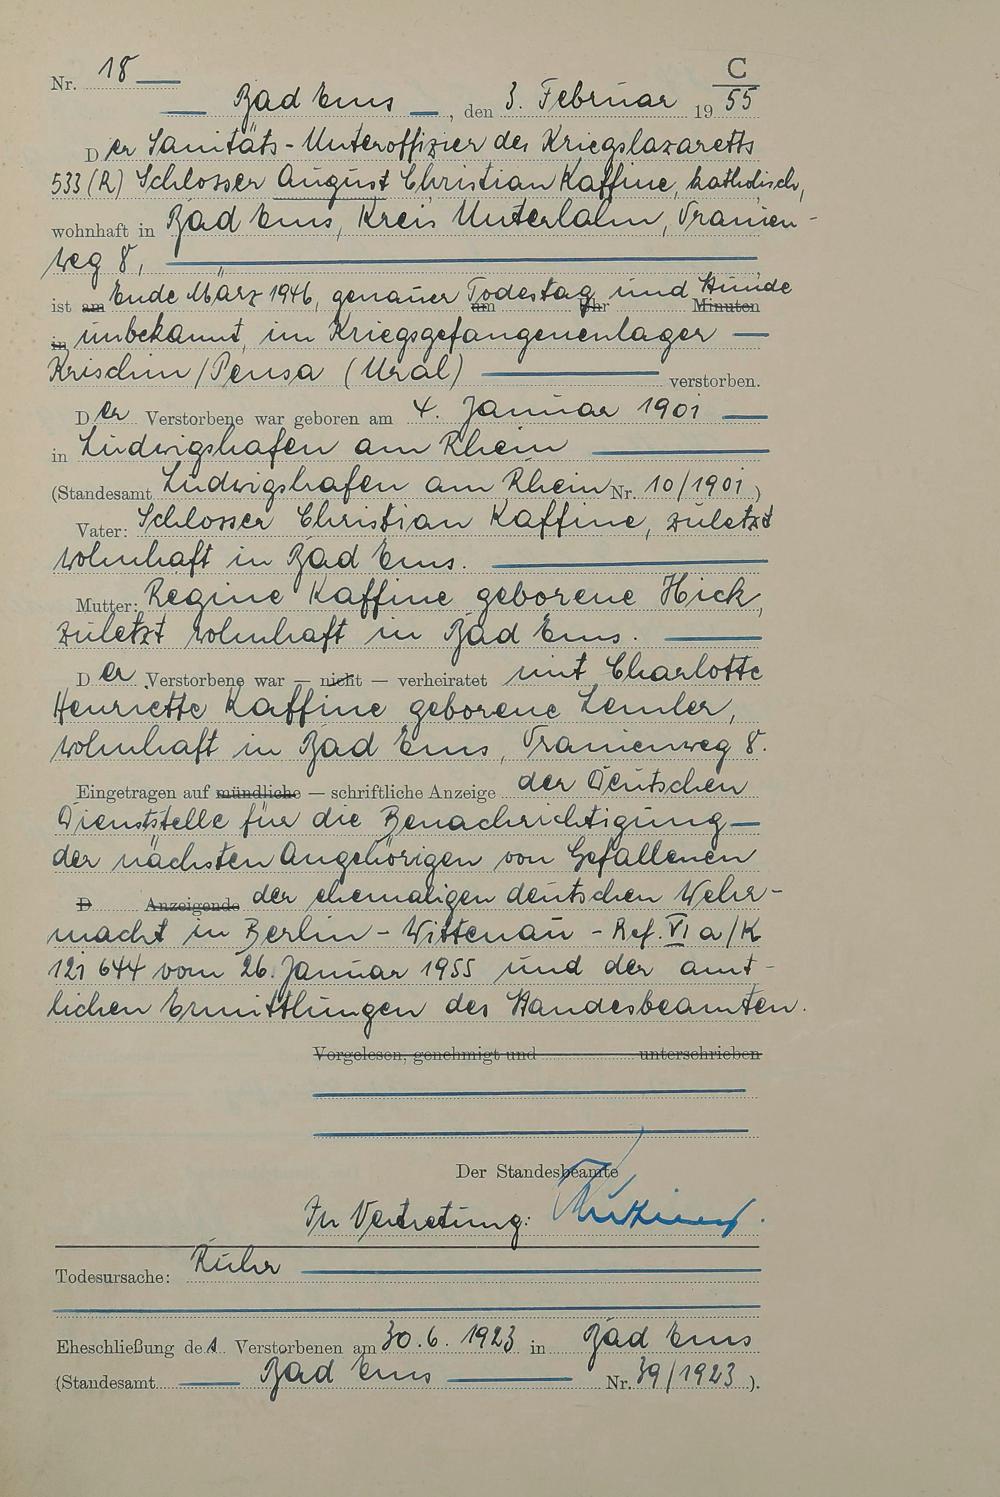 C
Nr. 18
Bad Ems, den 3. Februar 1955
Der Sanitäts-Unteroffizier des Kriegslazaretts
533 (R) Schlosser August Christian Kaffine, katholisch,
wohnhaft in Bad Ems, Kreis Unterlahn, Oranien-
weg 8,
ist am Ende März 1946, genauer Todestag und Stunde am Uhr Minuten
in unbekannt, im Kriegsgefangenenlager
Krischin/Pensa (Ural) verstorben.
Der Verstorbene war geboren am 4. Januar 1901
in Ludwigshafen am Rhein
(Standesamt Ludwigshafen am Rhein Nr. 10/1901)
Vater: Schlosser Christian Kaffine, zuletzt
wohnhaft in Bad Ems.
Mutter: Regine Kaffine geborene Hick,
zuletzt wohnhaft in Bad Ems.
Der Verstorbene war — nicht — verheiratet mit Charlotte
Henriette Kaffine geborene Lemler,
wohnhaft in Bad Ems, Oranienweg 8.
Eingetragen auf mündliche — schriftliche Anzeige der Deutschen
Dienststelle für die Benachrichtigung
der nächsten Angehörigen von Gefallenen
D Anzeigende der ehemaligen deutschen Wehr-
macht in Berlin-Wittenau - Ref. VI a/K
121 644 vom 26. Januar 1955 und der amt-
lichen Ermittlungen des Standesbeamten.
Vorgelesen, genehmigt und unterschrieben
Der Standesbeamte
In Vertretung:
Todesursache: Ruhr
Eheschließung des Verstorbenen am 30.6.1923 in Bad Ems
(Standesamt Bad Ems Nr. 39/1923).